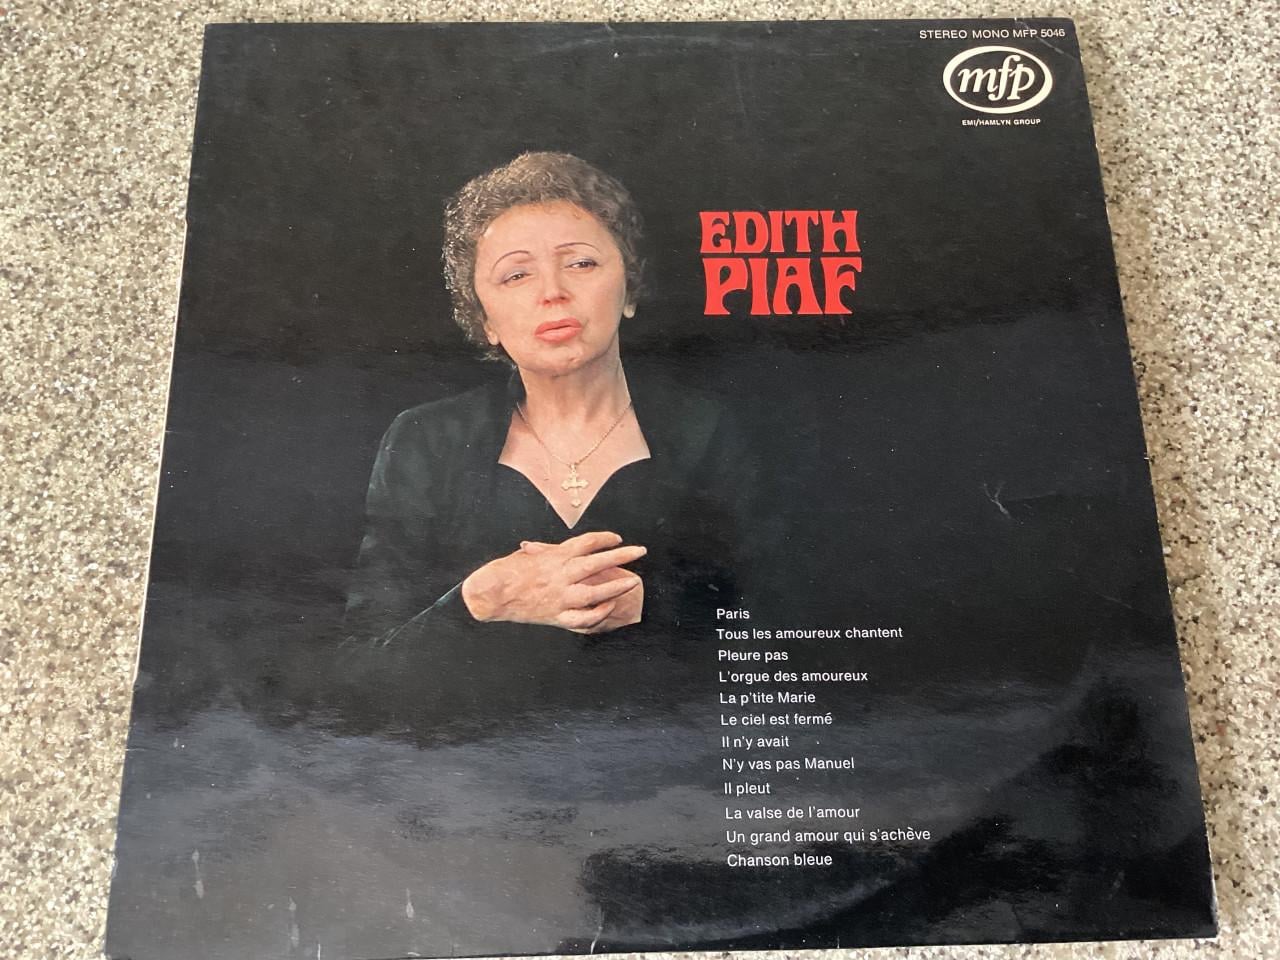 STEREO MONO MFP 5046
mfp
EMI/HAMLYN GROUP
EDITH
PIAF
Paris
Tous les amoureux chantent
Pleure pas
L'orgue des amoureux
La p'tite Marie
Le ciel est fermé
Il n'y avait
N'y vas pas Manuel
Il pleut
La valse de l'amour
Un grand amour qui s'achève
Chanson bleue